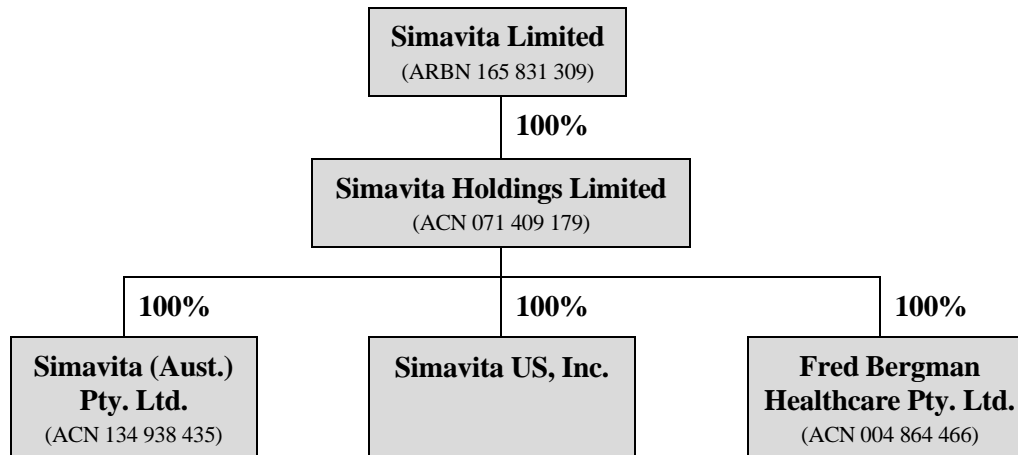 Simavita Limited
(ARBN 165 831 309)
100%
Simavita Holdings Limited
(ACN 071 409 179)
100%
100%
100%
Simavita (Aust.)
Pty. Ltd.
(ACN 134 938 435)
Simavita US, Inc.
Fred Bergman
Healthcare Pty. Ltd.
(ACN 004 864 466)